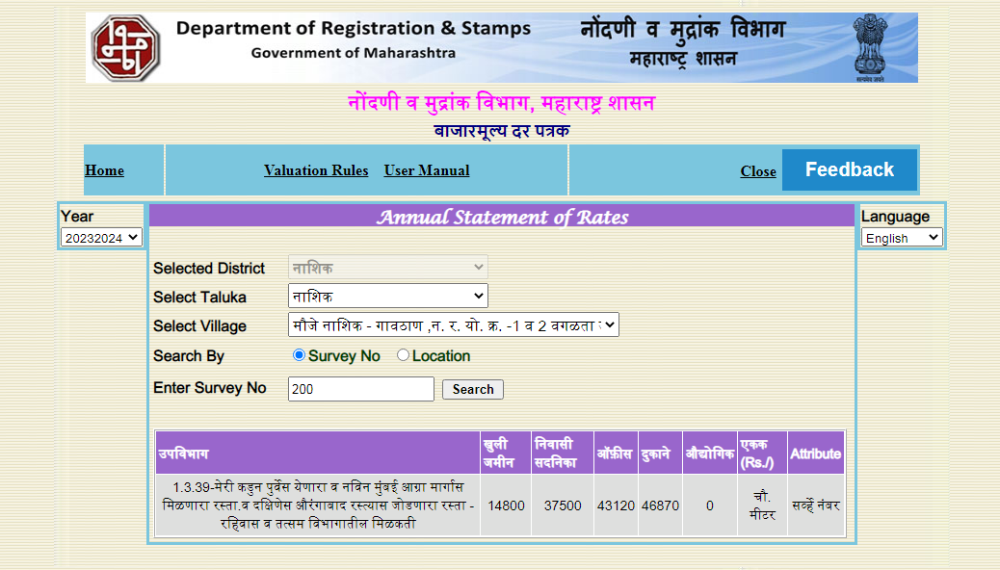 Department of Registration & Stamps
Government of Maharashtra
नोंदणी व मुद्रांक विभाग
महाराष्ट्र शासन
नोंदणी व मुद्रांक विभाग, महाराष्ट्र शासन
बाजारमूल्य दर पत्रक
Home Valuation Rules User Manual Close Feedback
Year Annual Statement of Rates Language
20232024 English
Selected District नाशिक
Select Taluka नाशिक
Select Village मौजे नाशिक - गावठाण ,न. र. यो. क्र. -1 व 2 वगळता
Search By Survey No Location
Enter Survey No 200 Search
उपविभाग खुली जमीन निवासी सदनिका ऑफ़ीस दुकाने औद्योगिक एकक (Rs./) Attribute
1.3.39-मेरी कडुन पुर्वेस येणारा व नविन मुंबई आग्रा मार्गास
मिळणारा रस्ता.व दक्षिणेस औरंगाबाद रस्त्यास जोडणारा रस्ता - 14800 37500 43120 46870 0 चौ. मीटर सर्व्हे नंबर
रहिवास व तत्सम विभागातील मिळकती